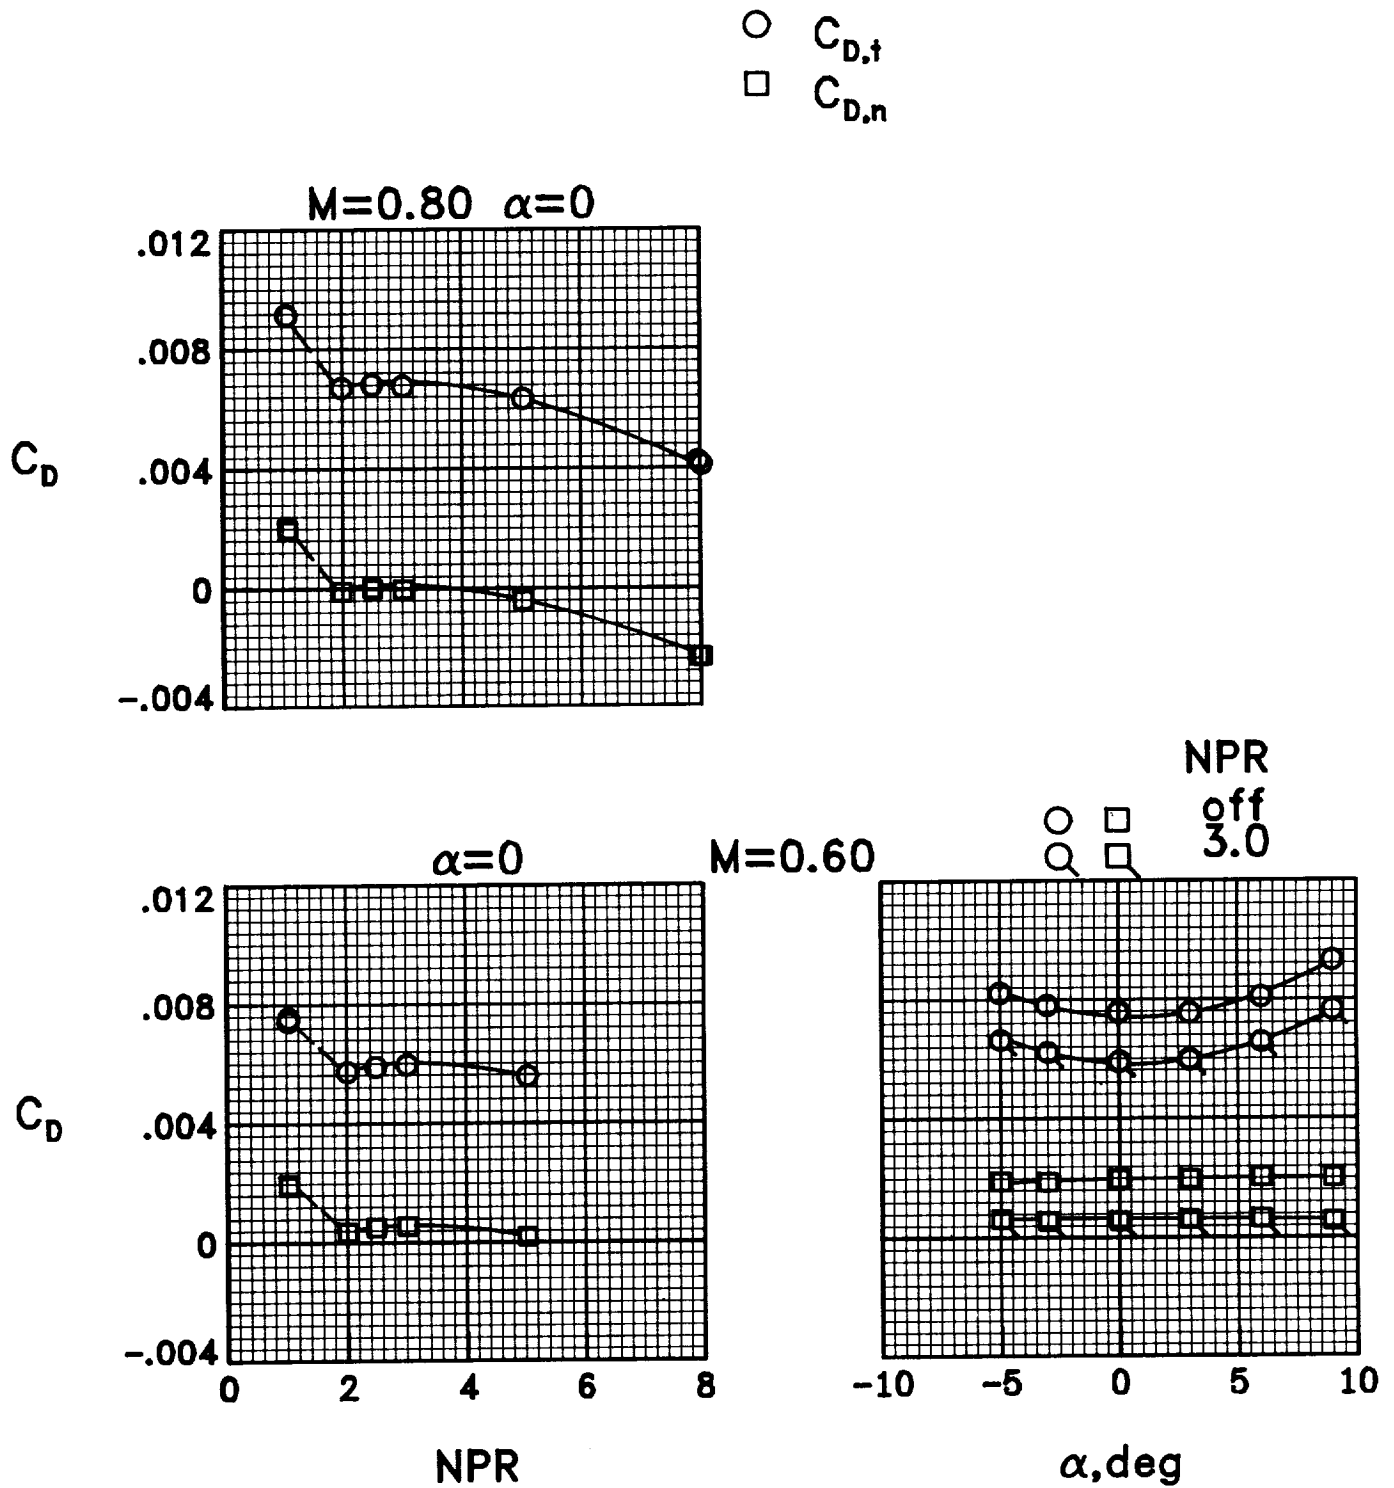 C_D,t
C_D,n
M=0.80 α=0
.012
.008
.004
0
-.004
C_D
NPR
off
3.0
α=0
M=0.60
.012
.008
.004
0
-.004
C_D
0 2 4 6 8
NPR
-10 -5 0 5 10
α,deg